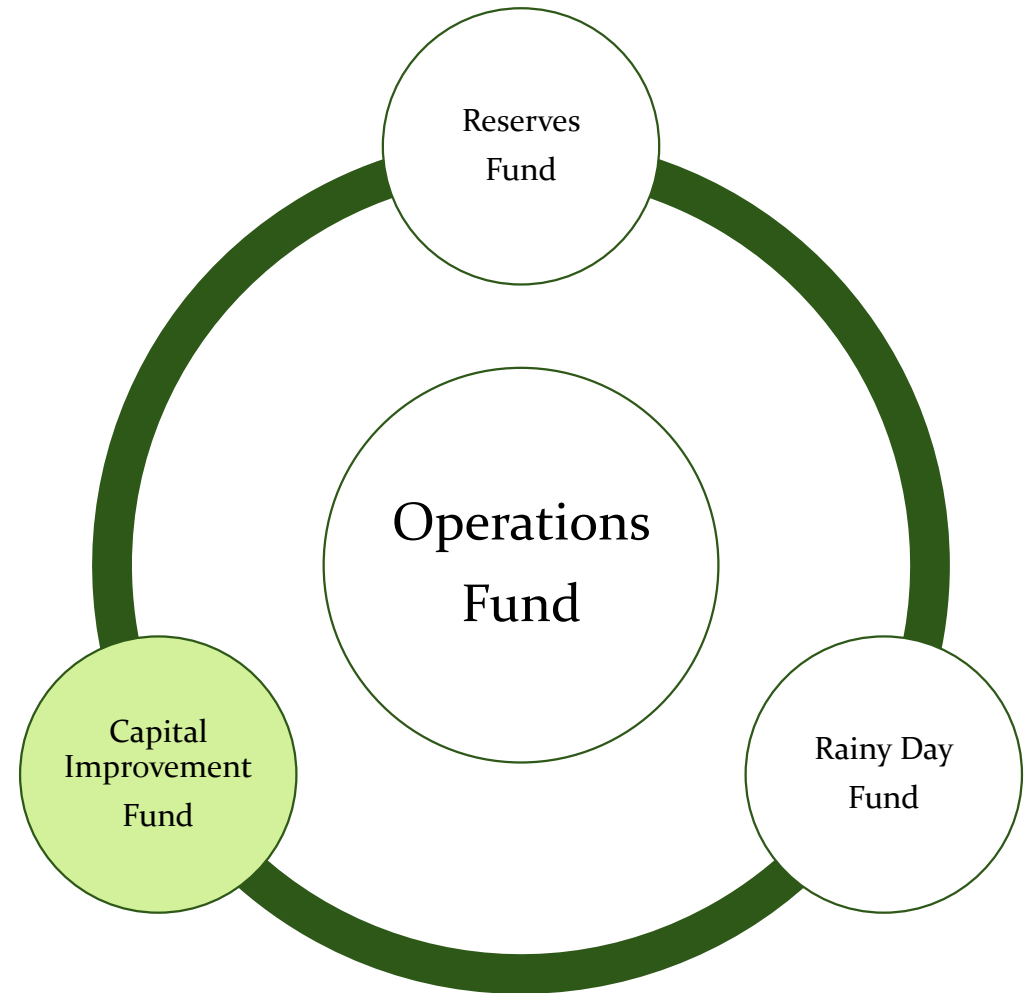 Reserves
Fund
Operations
Fund
Capital
Improvement
Fund
Rainy Day
Fund